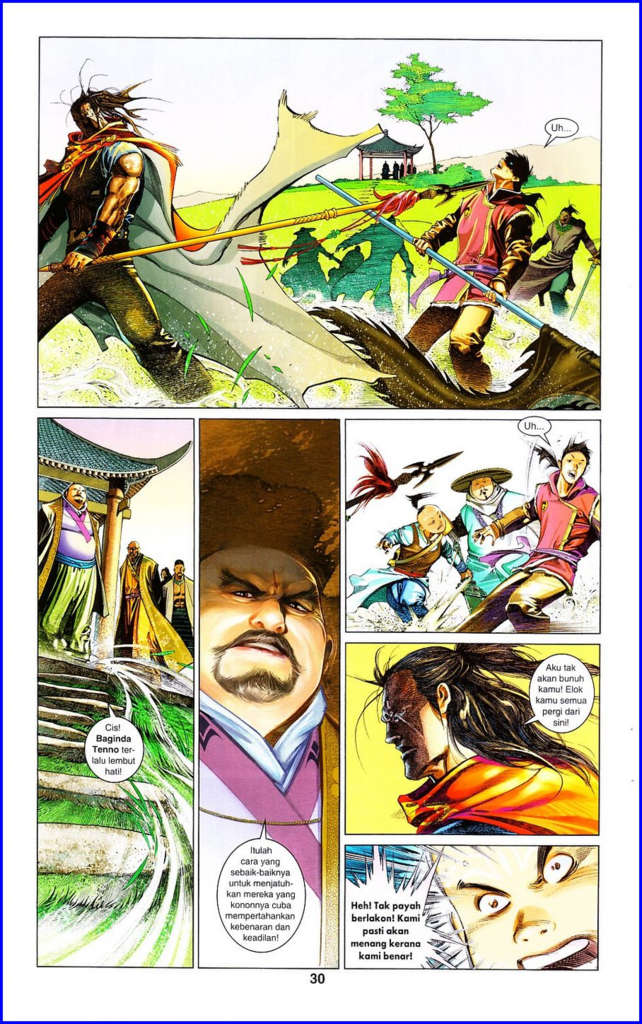 Uh...
Cis!
Baginda
Tenno ter-
lalu lembut
hati!
Itulah
cara yang
sebaik-baiknya
untuk menjatuh-
kan mereka yang
kononnya cuba
mempertahankan
kebenaran dan
keadilan!
Uh...
Aku tak
akan bunuh
kamu! Elok
kamu semua
pergi dari
sini!
Heh! Tak payah
berlakon! Kami
pasti akan
menang kerana
kami benar!
30